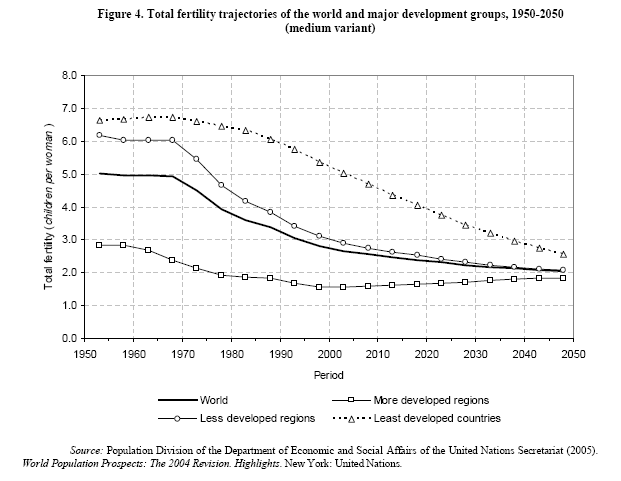 Figure 4. Total fertility trajectories of the world and major development groups, 1950-2050
(medium variant)
8.0
7.0
6.0
5.0
4.0
3.0
2.0
1.0
0.0
Total fertility (children per woman )
1950 1960 1970 1980 1990 2000 2010 2020 2030 2040 2050
Period
World More developed regions
Less developed regions Least developed countries
Source: Population Division of the Department of Economic and Social Affairs of the United Nations Secretariat (2005).
World Population Prospects: The 2004 Revision. Highlights. New York: United Nations.